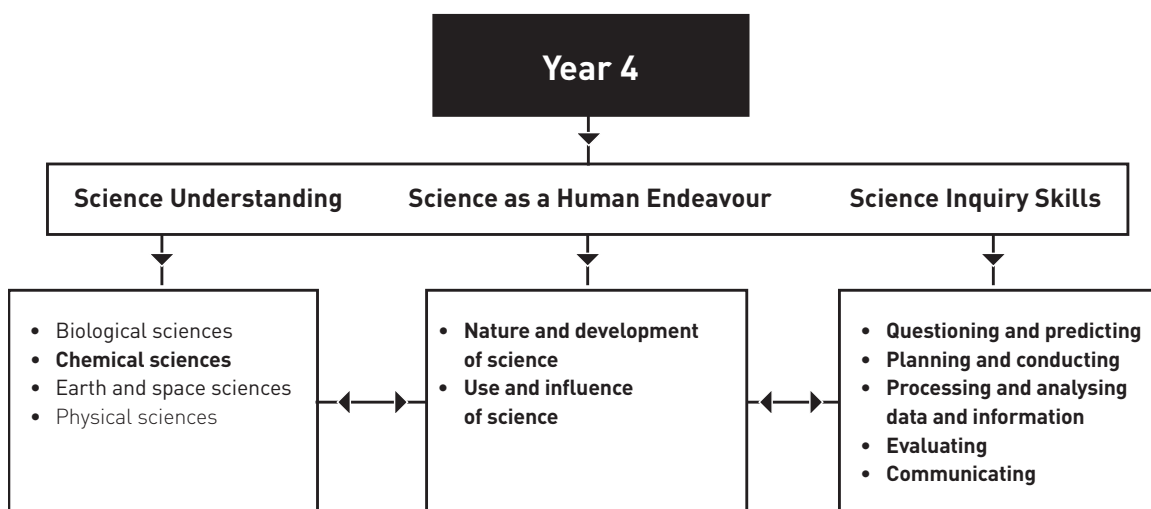 Year 4
Science Understanding
Science as a Human Endeavour
Science Inquiry Skills
• Biological sciences
• Chemical sciences
• Earth and space sciences
• Physical sciences
• Nature and development
of science
• Use and influence
of science
• Questioning and predicting
• Planning and conducting
• Processing and analysing
data and information
• Evaluating
• Communicating